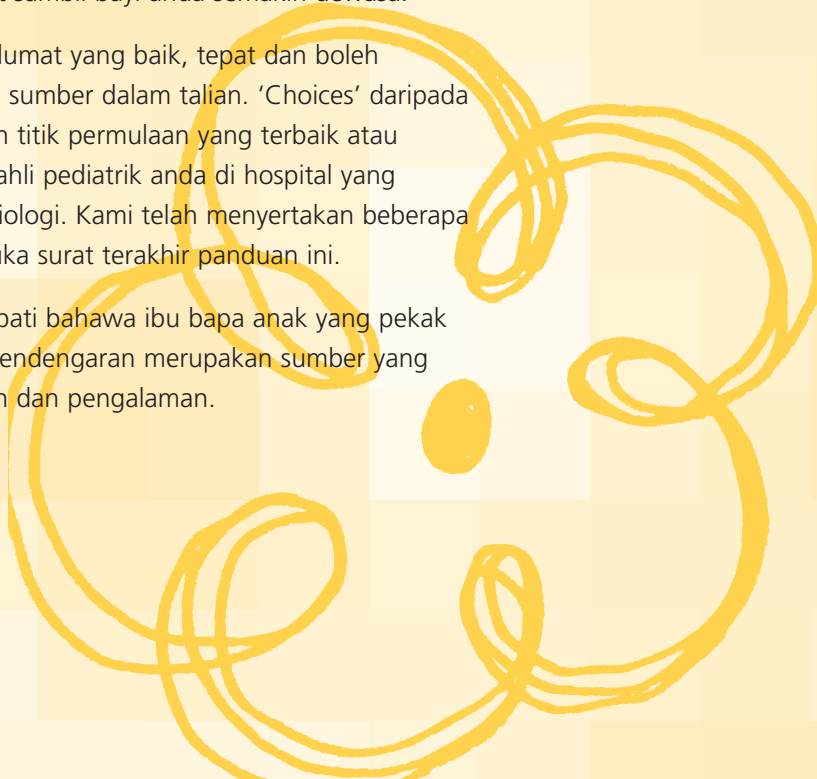 sambil bayi anda semakin dewasa.
lumat yang baik, tepat dan boleh
sumber dalam talian. ‘Choices’ daripada
n titik permulaan yang terbaik atau
ahli pediatrik anda di hospital yang
iologi. Kami telah menyertakan beberapa
uka surat terakhir panduan ini.
pati bahawa ibu bapa anak yang pekak
endengaran merupakan sumber yang
n dan pengalaman.